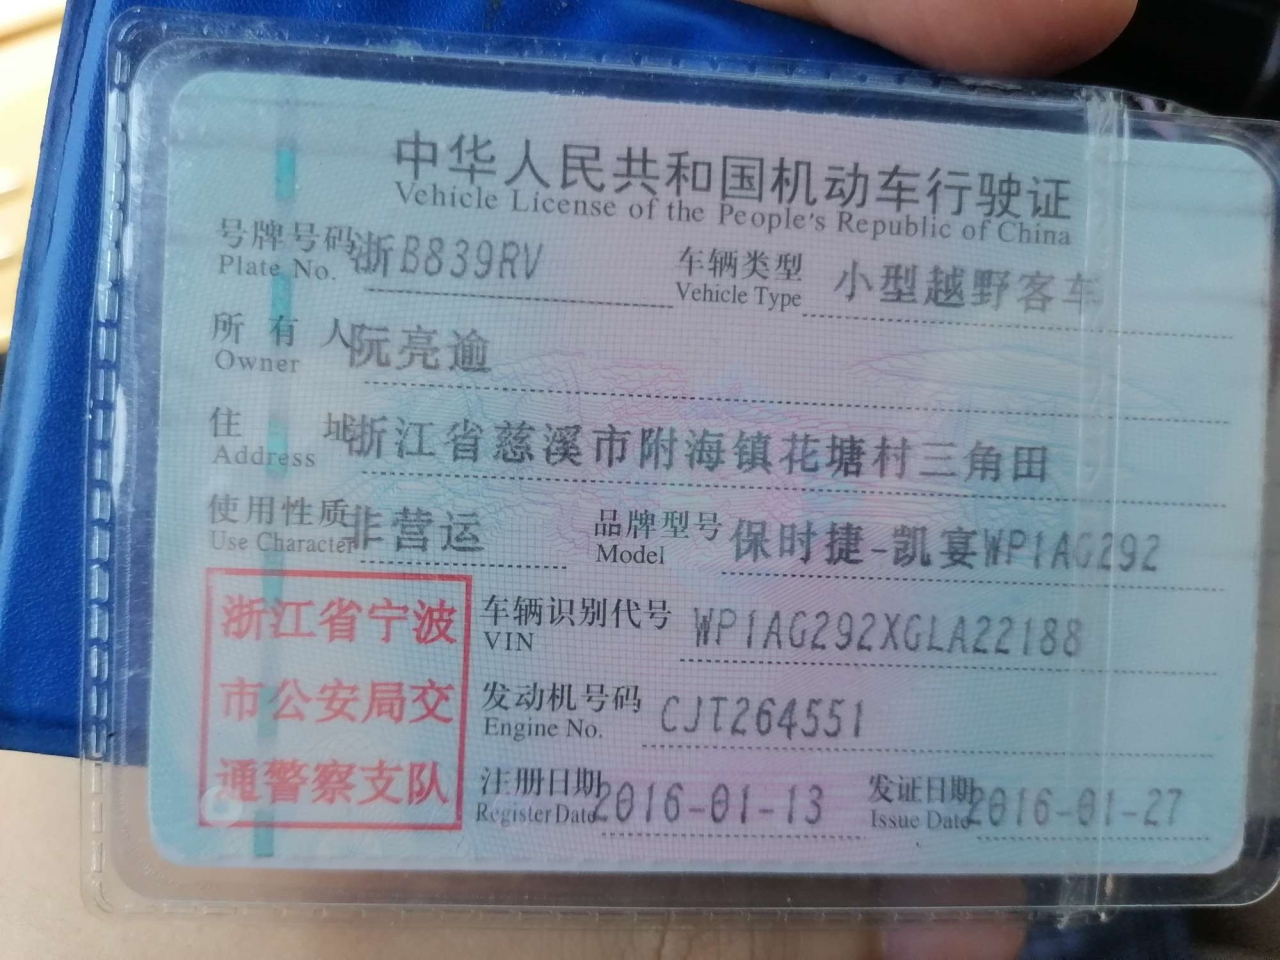 中华人民共和国机动车行驶证
Vehicle License of the People's Republic of China
号牌号码 浙B839RV 车辆类型 小型越野客车
Plate No. Vehicle Type
所有人 阮亮逾
Owner
住址 浙江省慈溪市附海镇花塘村三角田
Address
使用性质 非营运 品牌型号 保时捷-凯宴WP1AG292
Use Character Model
浙江省宁波
市公安局交
通警察支队
车辆识别代号 WP1AG292XGLA22188
VIN
发动机号码 CJT264551
Engine No.
注册日期 2016-01-13 发证日期 2016-01-27
Register Date Issue Date